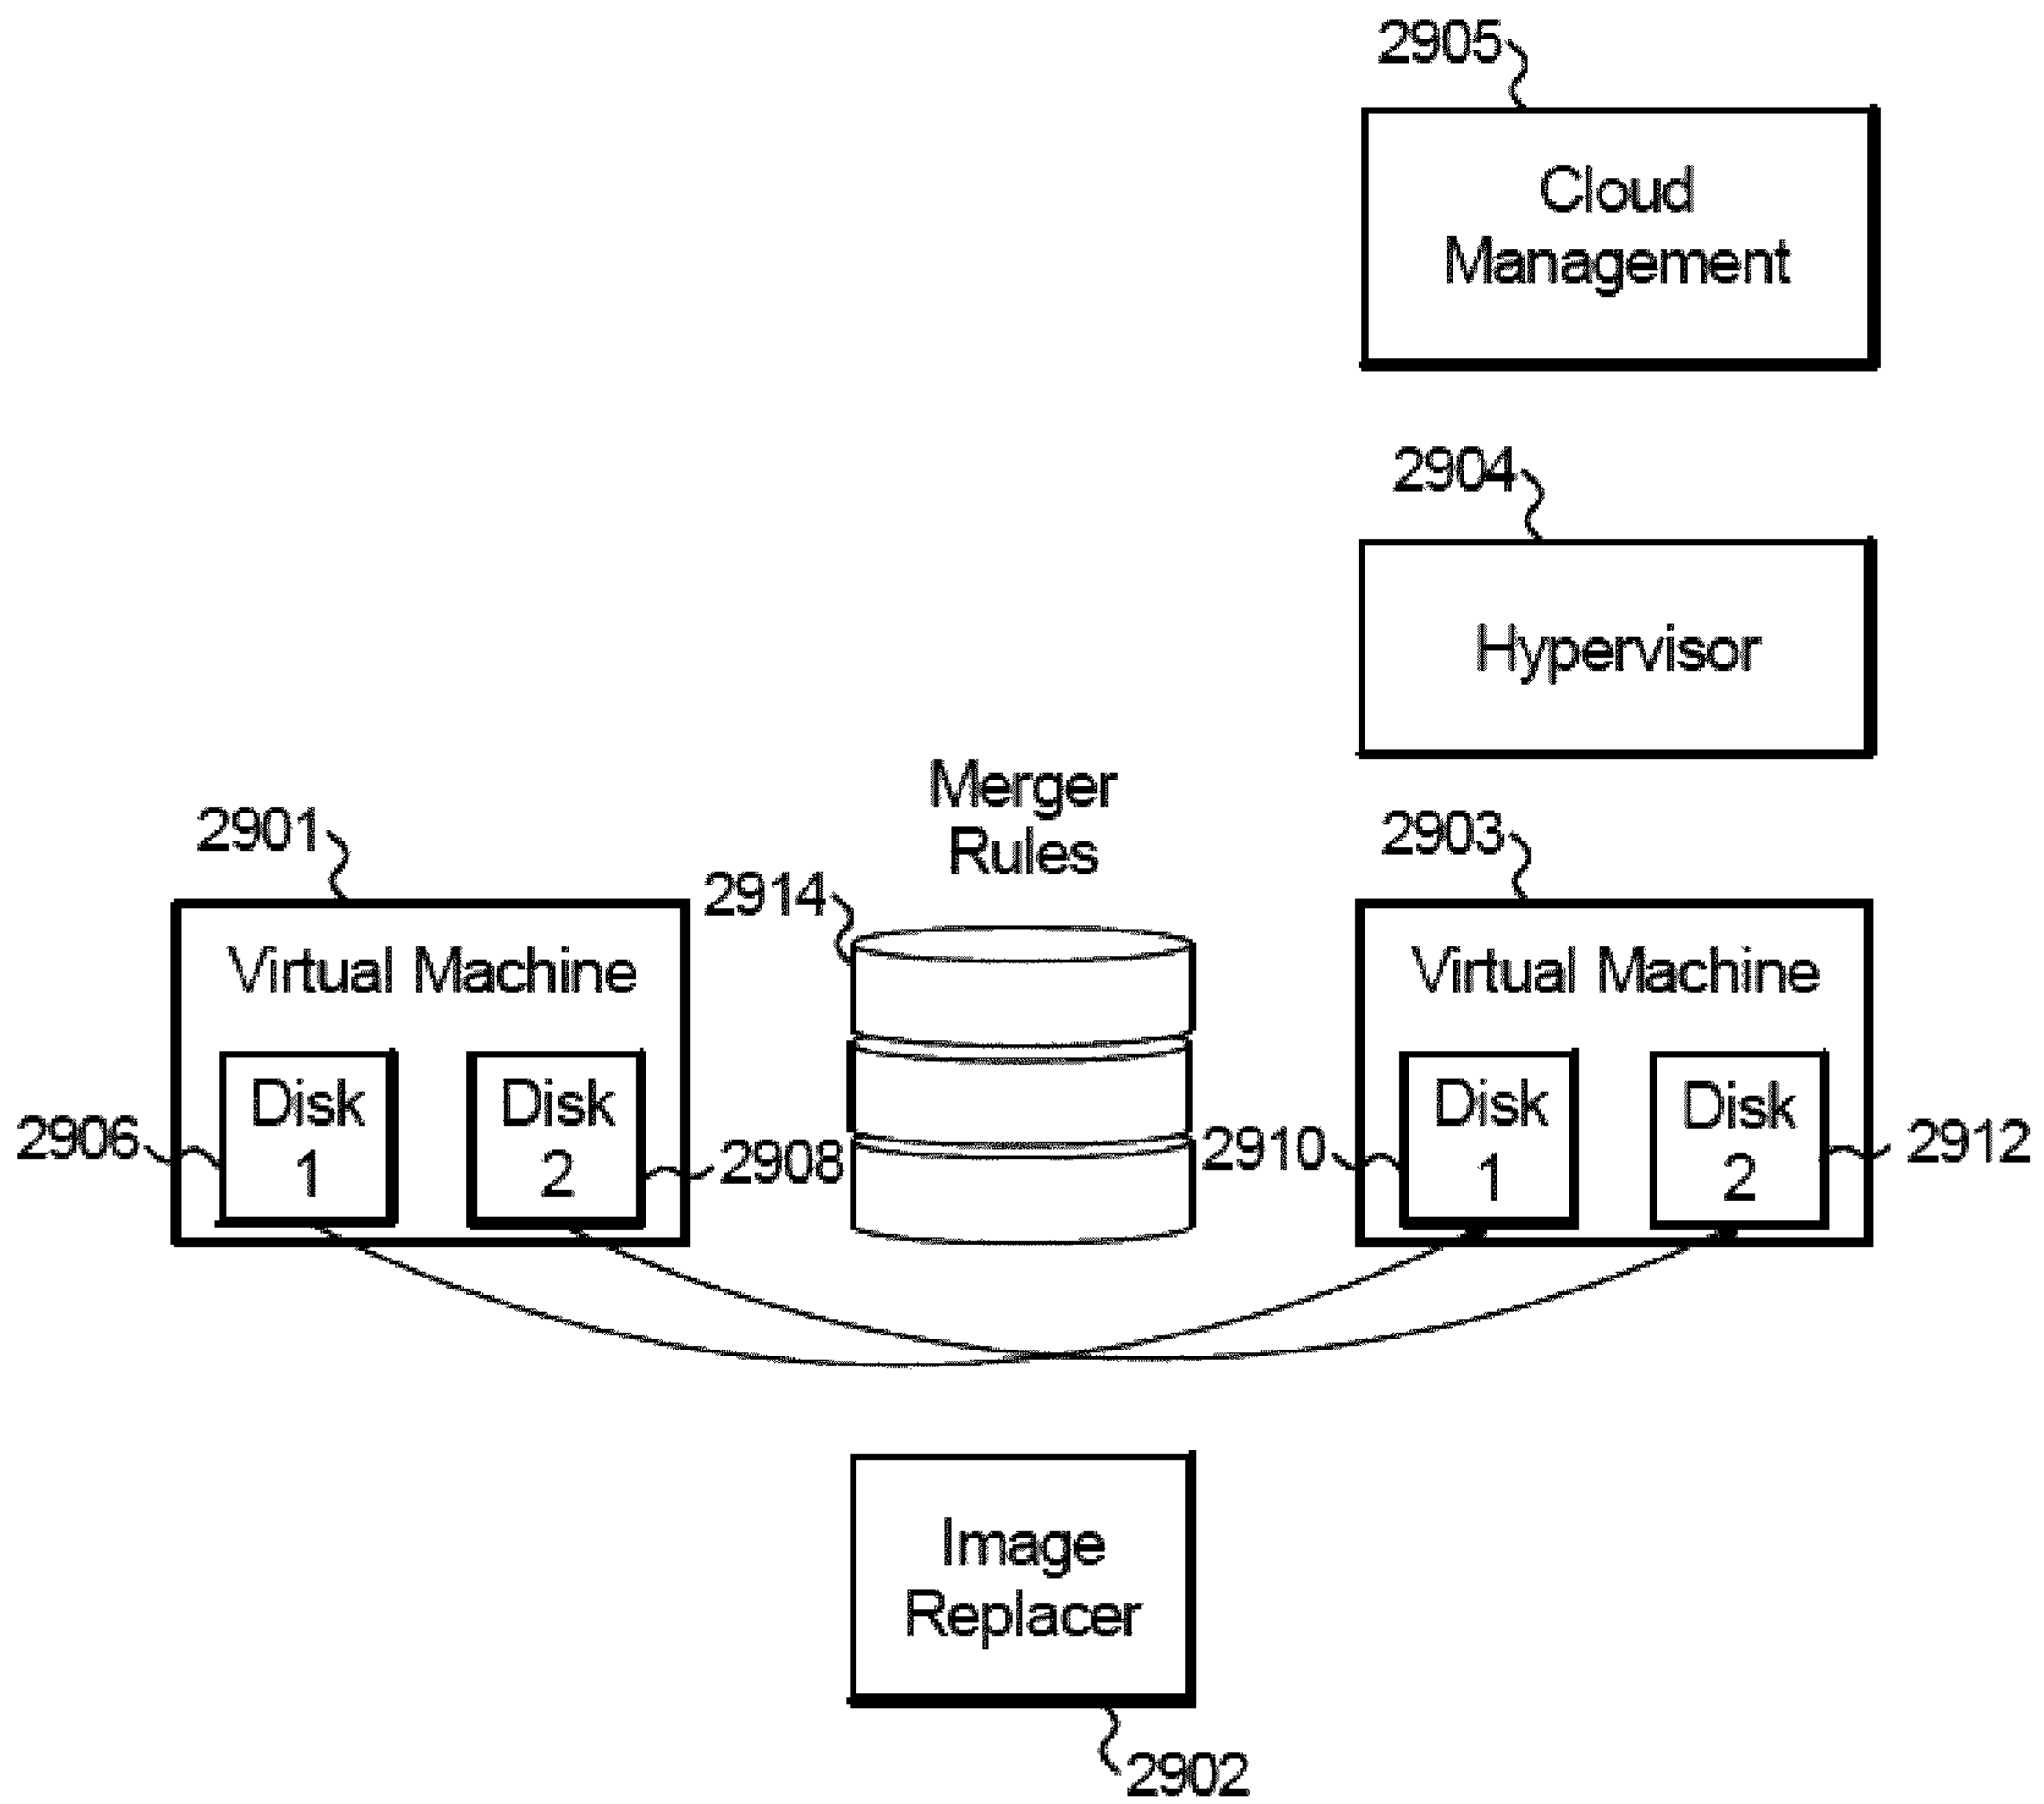 2905
Cloud
Management
2904
Hypervisor
Merger
Rules
2901
2914
2903
Virtual Machine
Virtual Machine
Disk
1
Disk
2
Disk
1
Disk
2
2906
2908
2910
2912
Image
Replacer
2902